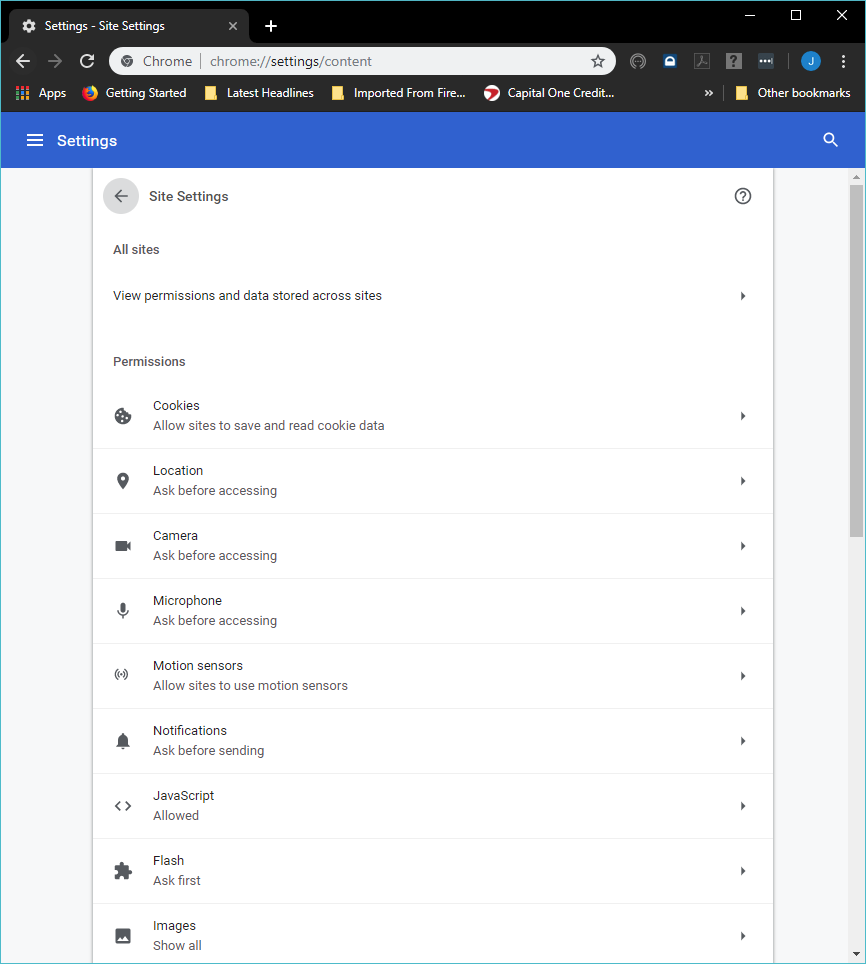 Settings - Site Settings
Chrome chrome://settings/content
J
Apps Getting Started Latest Headlines Imported From Fire... Capital One Credit... » Other bookmarks
Settings
Site Settings
All sites
View permissions and data stored across sites
Permissions
Cookies
Allow sites to save and read cookie data
Location
Ask before accessing
Camera
Ask before accessing
Microphone
Ask before accessing
Motion sensors
Allow sites to use motion sensors
Notifications
Ask before sending
JavaScript
Allowed
Flash
Ask first
Images
Show all